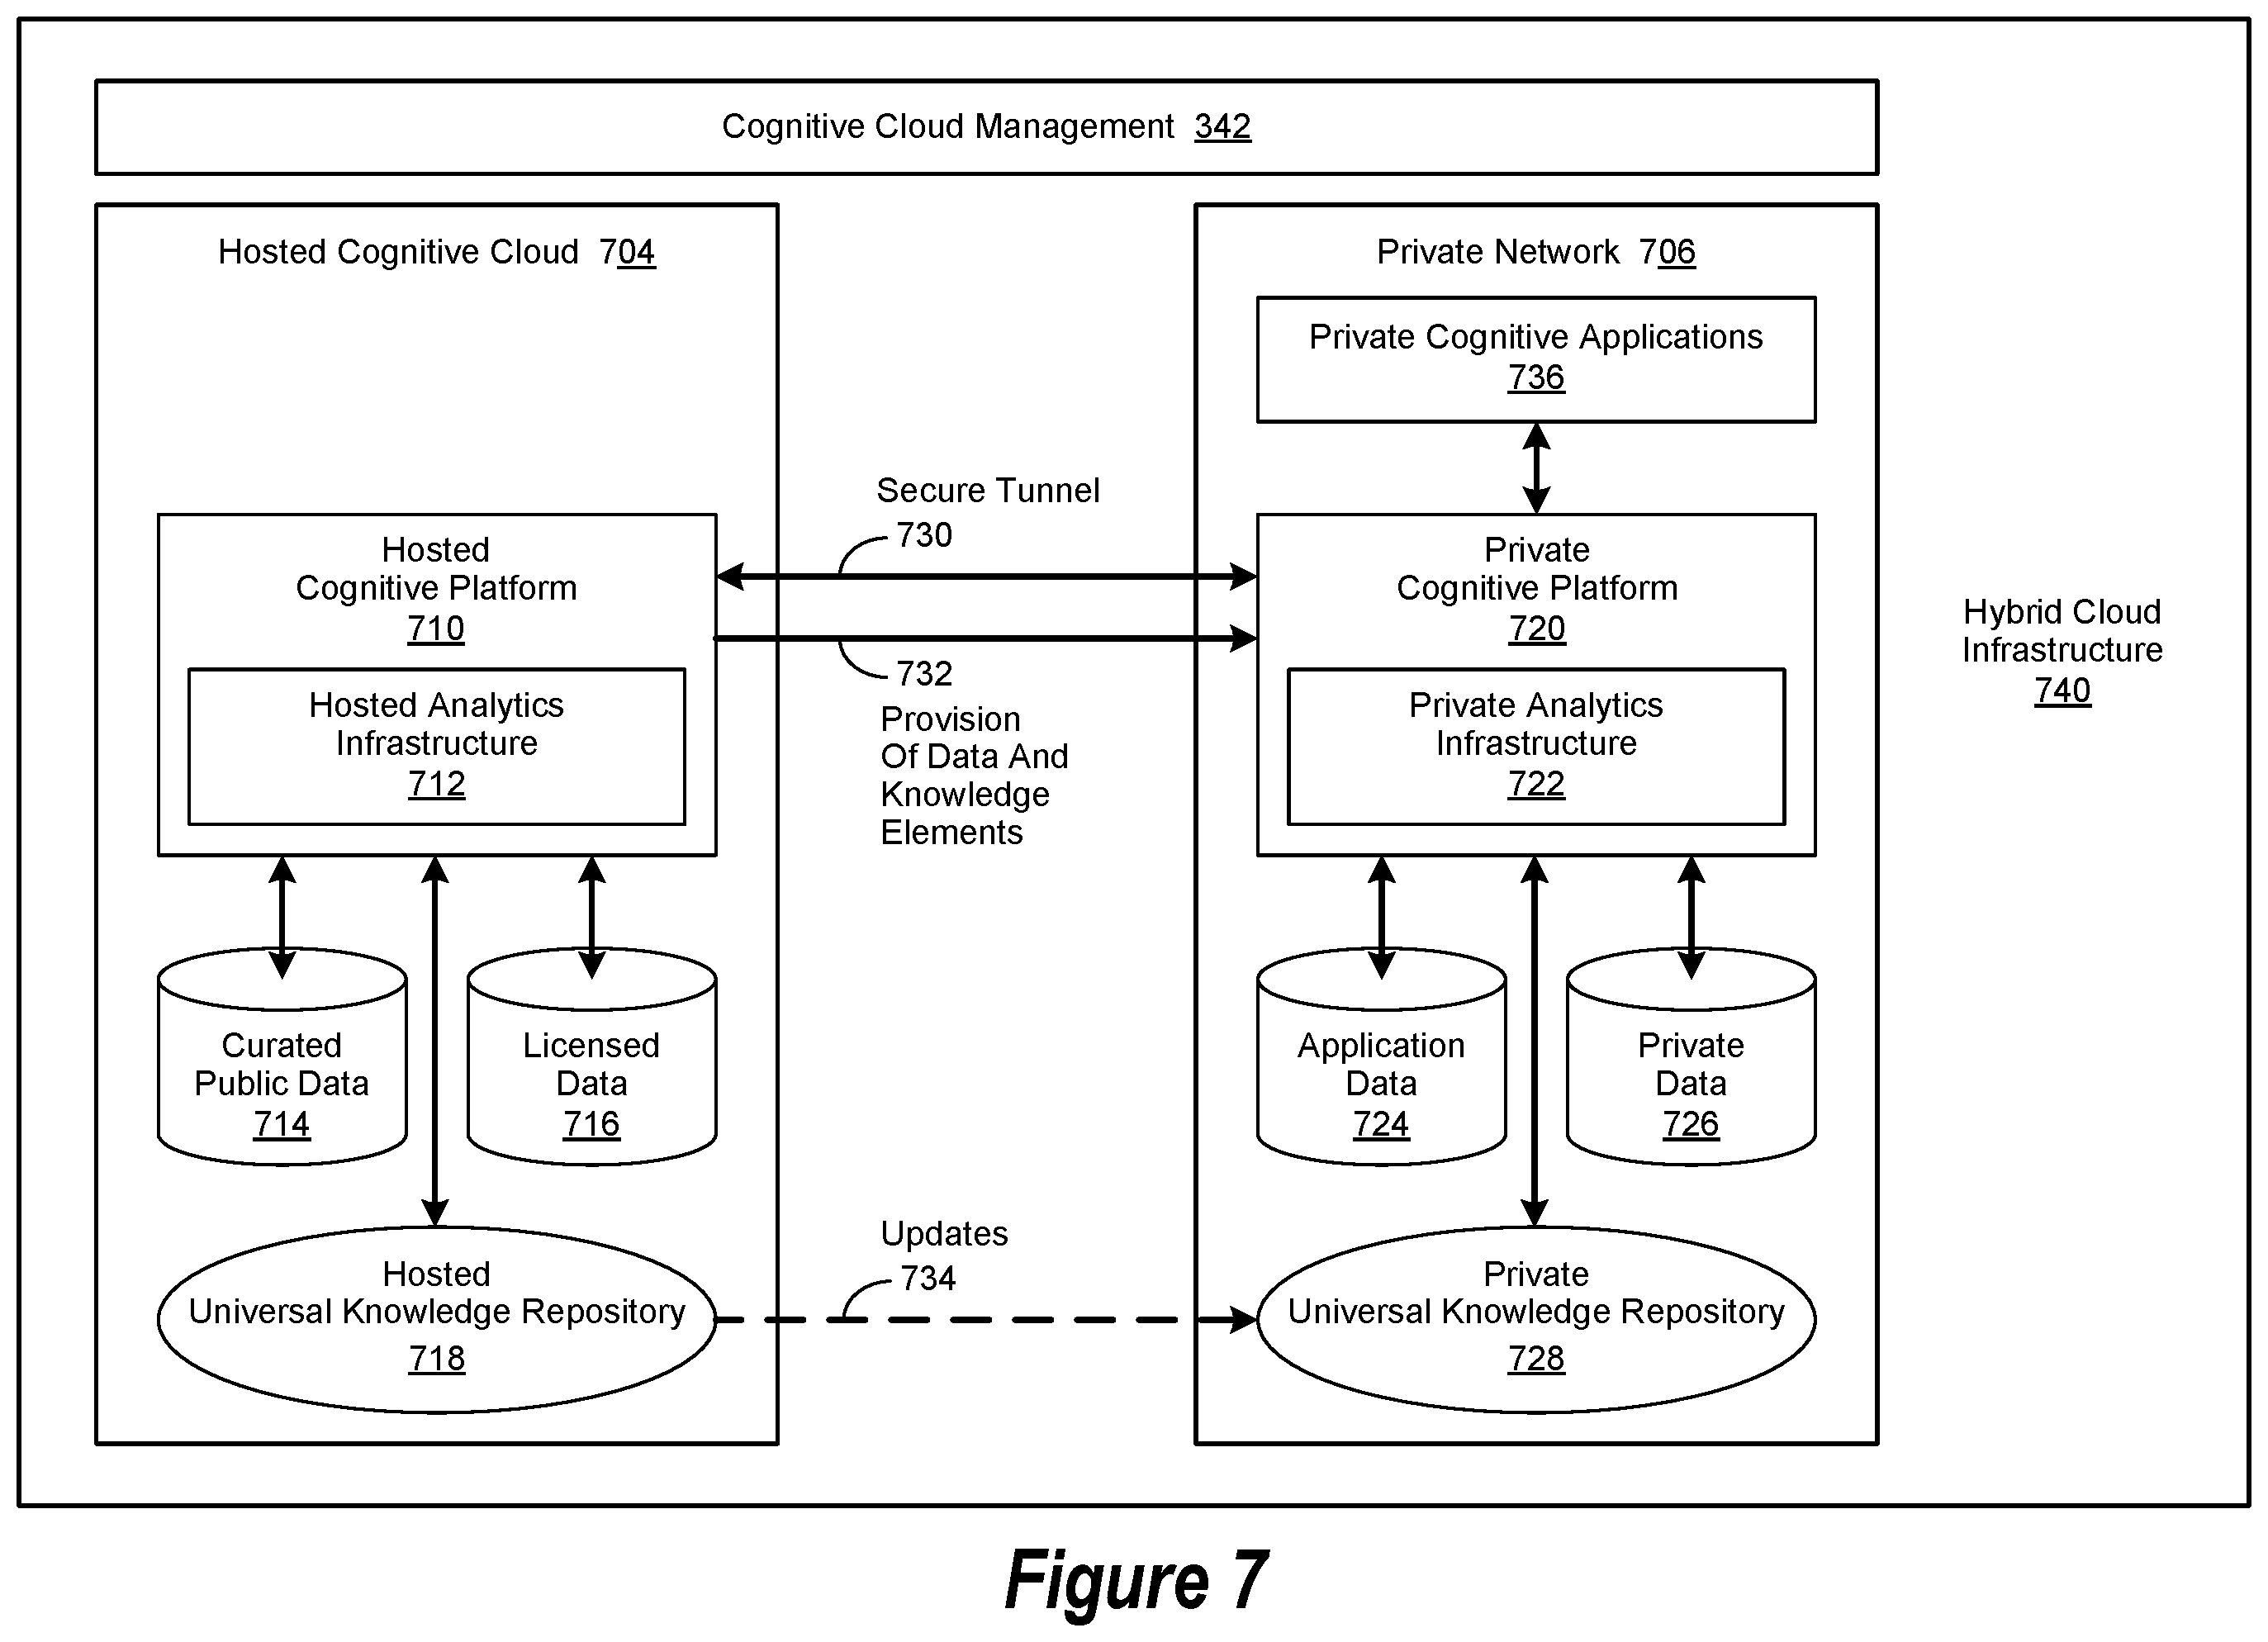 Cognitive Cloud Management 342
Hosted Cognitive Cloud 704
Hosted
Cognitive Platform
710
Hosted Analytics
Infrastructure
712
Curated
Public Data
714
Licensed
Data
716
Hosted
Universal Knowledge Repository
718
Secure Tunnel
730
732
Provision
Of Data And
Knowledge
Elements
Updates
734
Private Network 706
Private Cognitive Applications
736
Private
Cognitive Platform
720
Private Analytics
Infrastructure
722
Application
Data
724
Private
Data
726
Private
Universal Knowledge Repository
728
Hybrid Cloud
Infrastructure
740
Figure 7